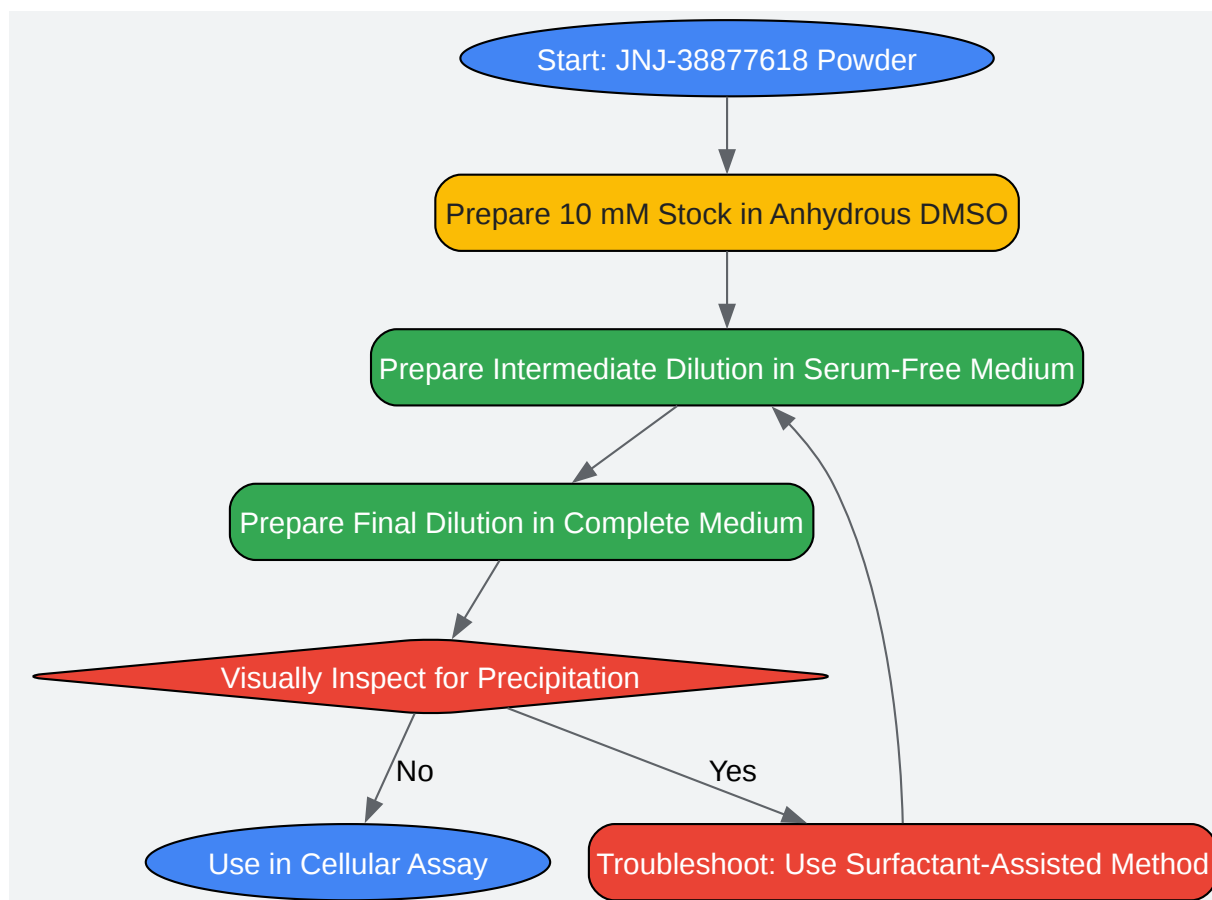 Start: JNJ-38877618 Powder
Prepare 10 mM Stock in Anhydrous DMSO
Prepare Intermediate Dilution in Serum-Free Medium
Prepare Final Dilution in Complete Medium
Visually Inspect for Precipitation
No
Yes
Use in Cellular Assay
Troubleshoot: Use Surfactant-Assisted Method